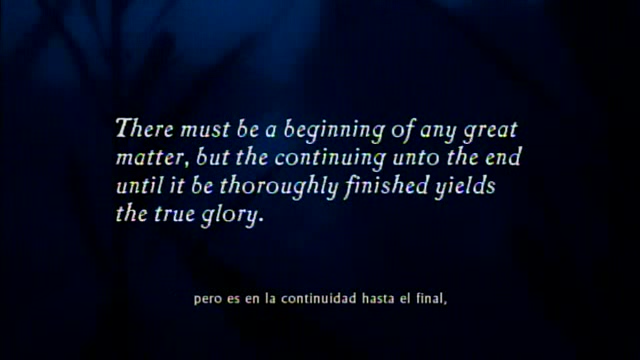 There must be a beginning of any great
matter, but the continuing unto the end
until it be thoroughly finished yields
the true glory.
pero es en la continuidad hasta el final,